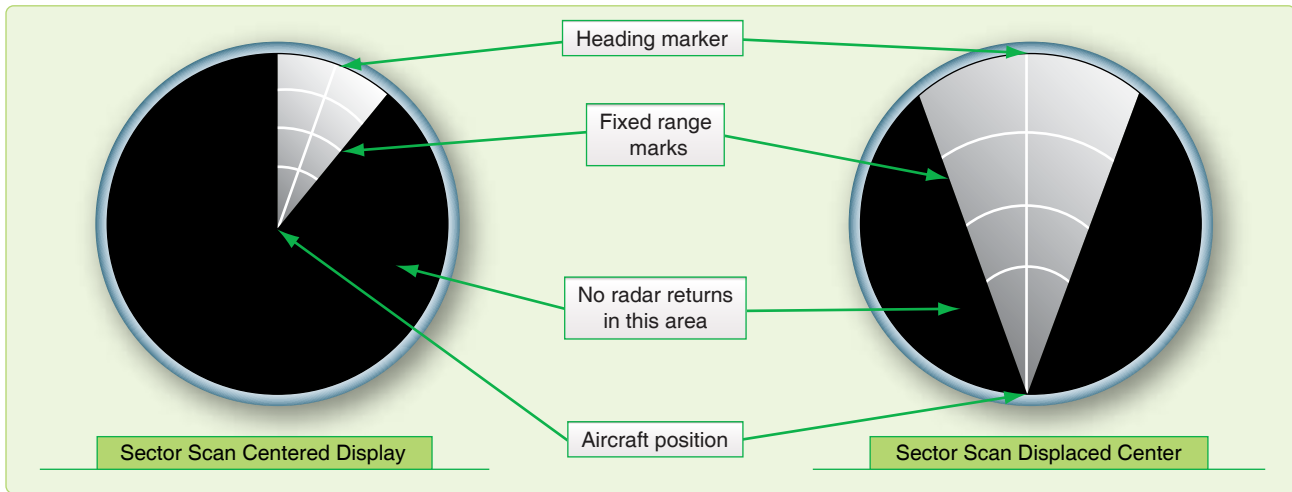 Heading marker
Fixed range
marks
No radar returns
in this area
Aircraft position
Sector Scan Centered Display
Sector Scan Displaced Center